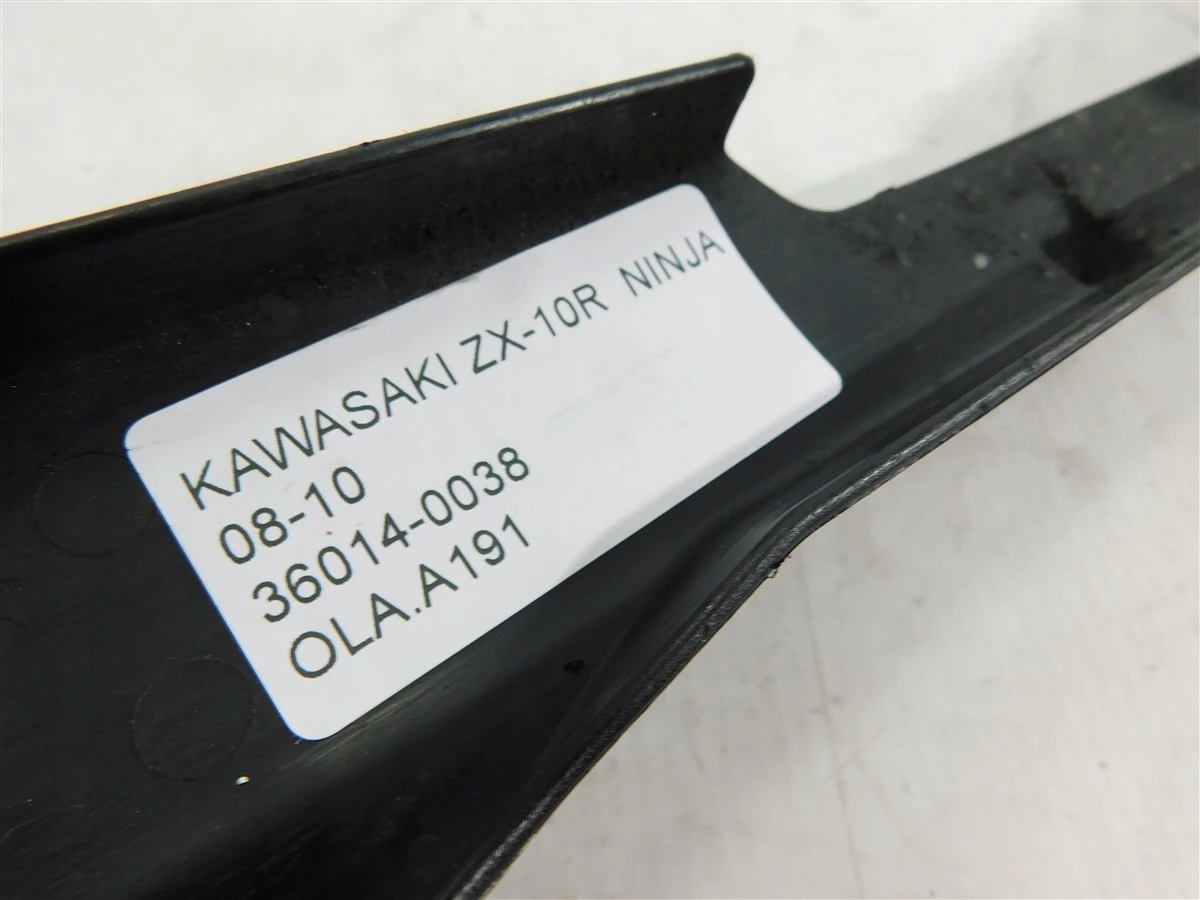 KAWASAKI ZX-10R NINJA
08-10
36014-0038
OLA.A191